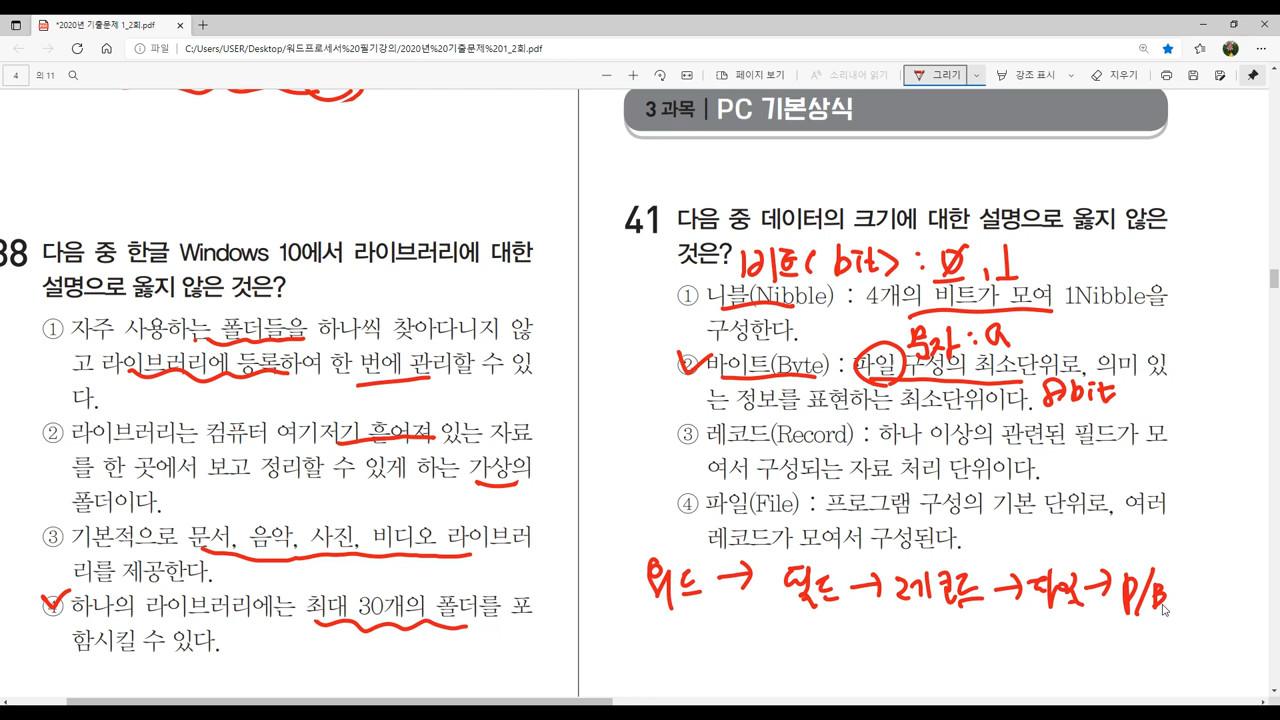 *2020년 기출문제 1_2회.pdf
파일 C:/Users/USER/Desktop/워드프로세서%20필기강의/2020년%20기출문제%201_2회.pdf
4 의 11 페이지 보기 소리내어 읽기 그리기 강조 표시 지우기
38 다음 중 한글 Windows 10에서 라이브러리에 대한
설명으로 옳지 않은 것은?
① 자주 사용하는 폴더들을 하나씩 찾아다니지 않
고 라이브러리에 등록하여 한 번에 관리할 수 있
다.
② 라이브러리는 컴퓨터 여기저기 흩어져 있는 자료
를 한 곳에서 보고 정리할 수 있게 하는 가상의
폴더이다.
③ 기본적으로 문서, 음악, 사진, 비디오 라이브러
리를 제공한다.
④ 하나의 라이브러리에는 최대 30개의 폴더를 포
함시킬 수 있다.
3과목 | PC 기본상식
41 다음 중 데이터의 크기에 대한 설명으로 옳지 않은
것은? 비트( bit) : 0 , 1
① 니블(Nibble) : 4개의 비트가 모여 1Nibble을
구성한다.
문자 : a
② 바이트(Byte) : 파일 구성의 최소단위로, 의미 있
는 정보를 표현하는 최소단위이다. 8bit
③ 레코드(Record) : 하나 이상의 관련된 필드가 모
여서 구성되는 자료 처리 단위이다.
④ 파일(File) : 프로그램 구성의 기본 단위로, 여러
레코드가 모여서 구성된다.
워드 → 필드 → 레코드 → 파일 → D/B